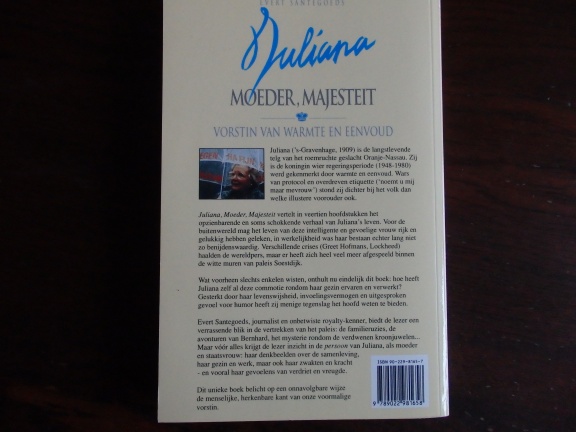 EVERT SANTEGOEDS
Juliana
MOEDER, MAJESTEIT
VORSTIN VAN WARMTE EN EENVOUD
Juliana ('s-Gravenhage, 1909) is de langstlevende
telg van het roemruchte geslacht Oranje-Nassau. Zij
is de koningin wier regeringsperiode (1948-1980)
werd gekenmerkt door warmte en eenvoud. Wars
van protocol en overdreven etiquette ('noemt u mij
maar mevrouw') stond zij dichter bij het volk dan
welke illustere voorouder ook.
Juliana, Moeder, Majesteit vertelt in veertien hoofdstukken het
opzienbarende en soms schokkende verhaal van Juliana's leven. Voor de
buitenwereld mag het leven van deze intelligente en gevoelige vrouw rijk en
gelukkig hebben geleken, in werkelijkheid was haar bestaan echter lang niet
zo benijdenswaardig. Verschillende crises (Greet Hofmans, Lockheed)
haalden de wereldpers, maar er heeft zich heel veel meer afgespeeld binnen
de witte muren van paleis Soestdijk.
Wat voorheen slechts enkelen wisten, onthult nu eindelijk dit boek: hoe heeft
Juliana zelf al deze commotie rondom haar gezin ervaren en verwerkt?
Gesterkt door haar levenswijsheid, invoelingsvermogen en uitgesproken
gevoel voor humor heeft zij menige tegenslag het hoofd weten te bieden.
Evert Santegoeds, journalist en onbetwiste royalty-kenner, biedt de lezer een
verrassende blik in de vertrekken van het paleis: de familieruzies, de
avonturen van Bernhard, het mysterie rondom de verdwenen kroonjuwelen...
Maar vóór alles krijgt de lezer inzicht in de persoon van Juliana, als moeder
en staatsvrouw: haar denkbeelden over de samenleving,
haar gezin en werk, maar ook haar zwakten en kracht
- en vooral haar gevoelens van verdriet en vreugde.
Dit unieke boek belicht op een onnavolgbare wijze
de menselijke, herkenbare kant van onze voormalige
vorstin.
ISBN 90-229-8165-7
9 789022 981658